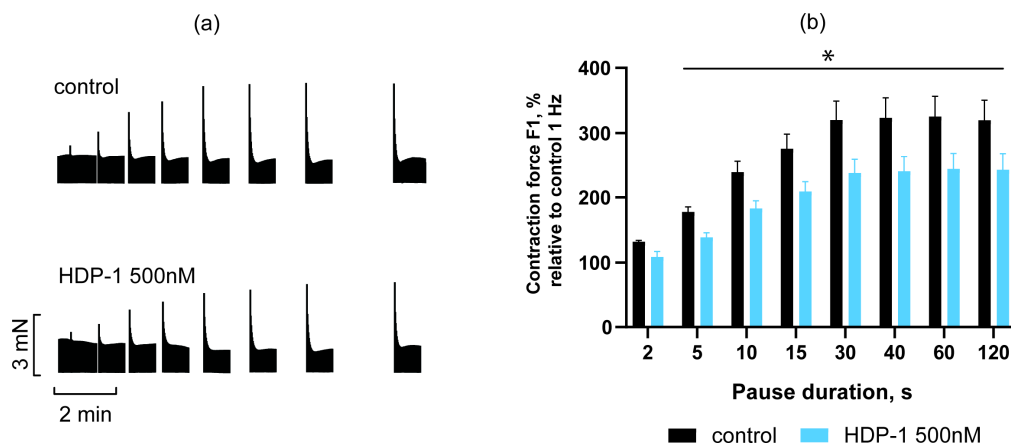 (a)
control
HDP-1 500nM
3 mN
2 min
(b)
*
Contraction force F1, %
relative to control 1 Hz
400
300
200
100
0
2 5 10 15 30 40 60 120
Pause duration, s
control HDP-1 500nM